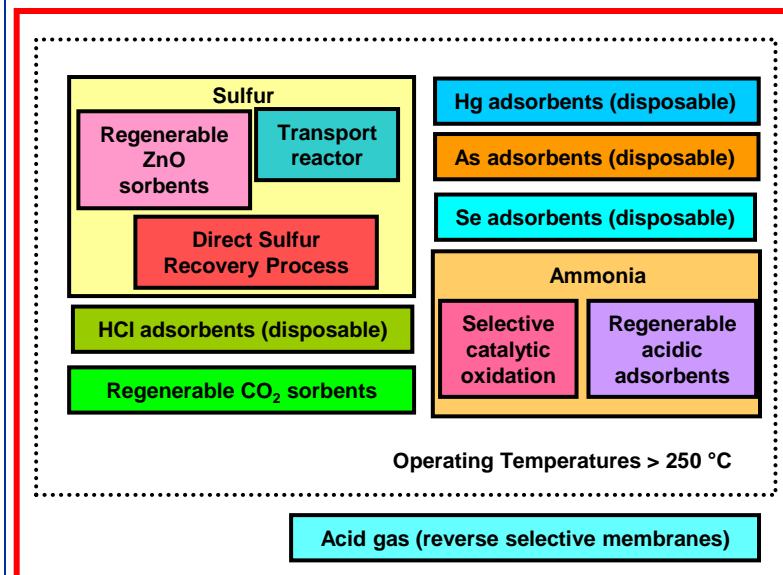 Sulfur
Regenerable
ZnO
sorbents
Transport
reactor
Direct Sulfur
Recovery Process
HCl adsorbents (disposable)
Regenerable CO₂ sorbents
Hg adsorbents (disposable)
As adsorbents (disposable)
Se adsorbents (disposable)
Ammonia
Selective
catalytic
oxidation
Regenerable
acidic
adsorbents
Operating Temperatures > 250 °C
Acid gas (reverse selective membranes)